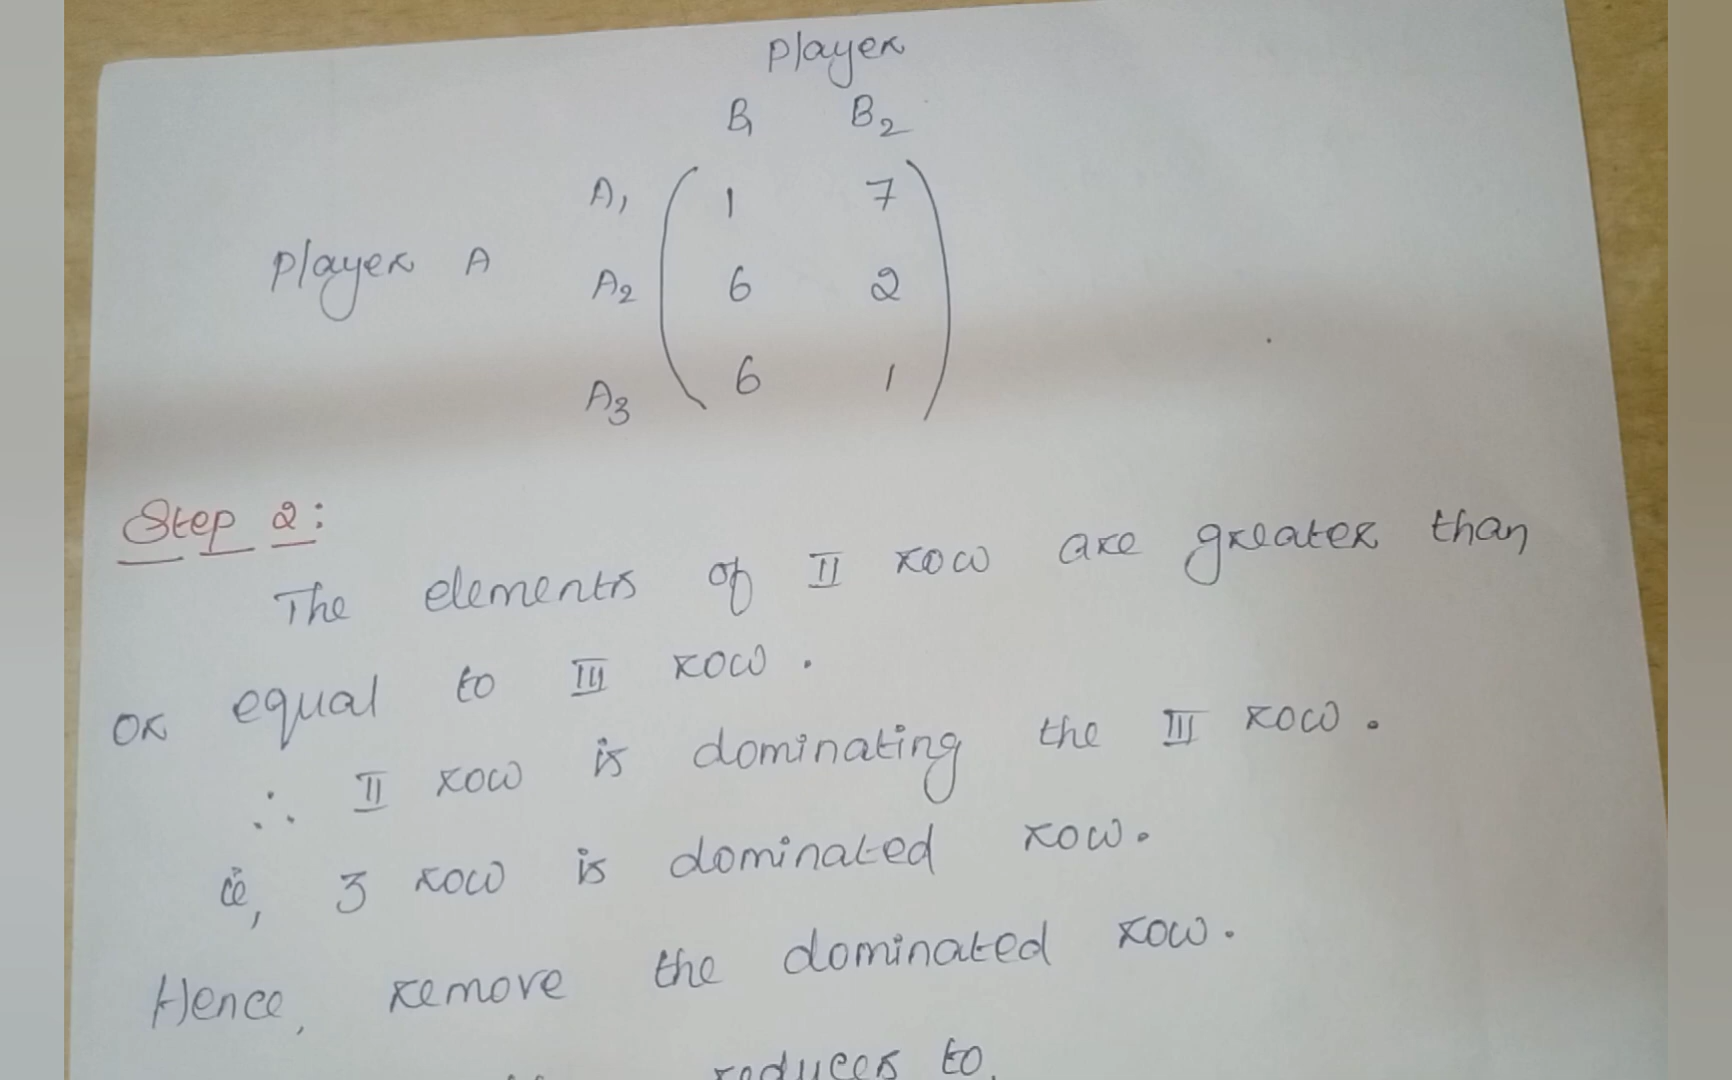 Player
B1 B2
A1 1 7
Player A A2 6 2
A3 6 1
Step 2:
The elements of II row are greater than
or equal to III row.
∴ II row is dominating the III row.
ie, 3 row is dominated row.
Hence, remove the dominated row.
reduces to